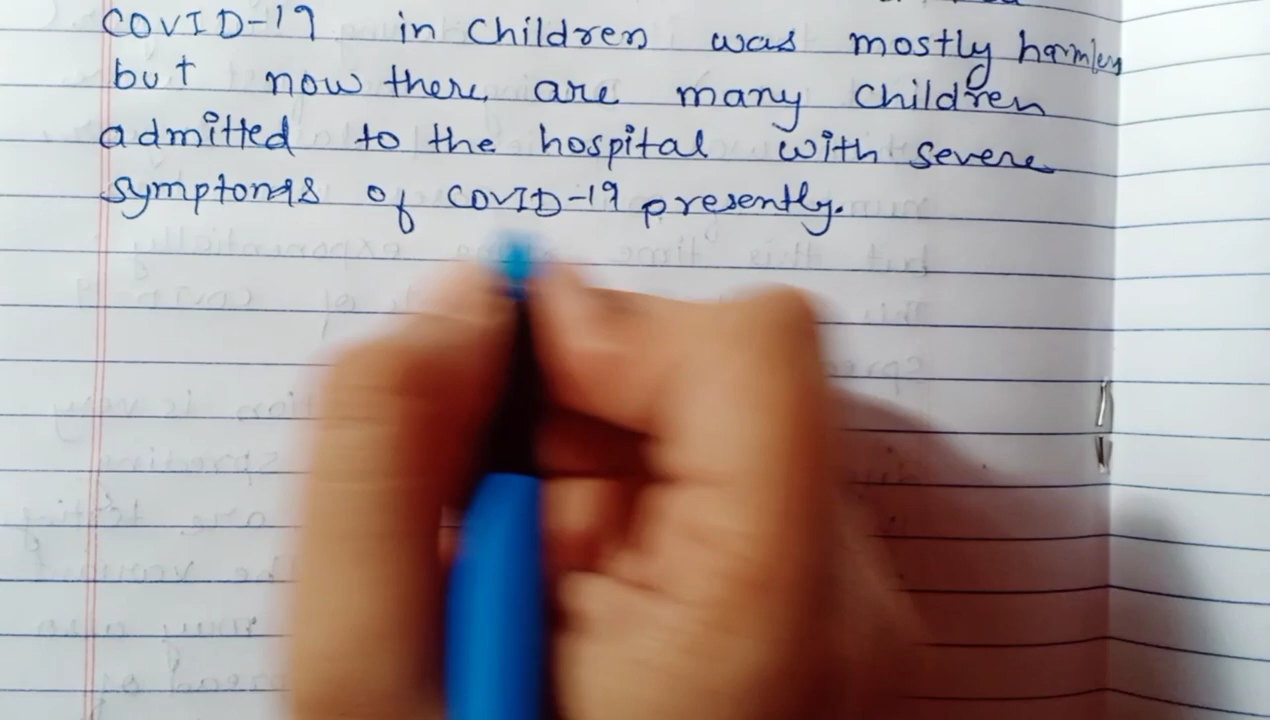 COVID-19 in children was mostly harmless
but now there are many children
admitted to the hospital with severe
symptoms of COVID-19 presently.